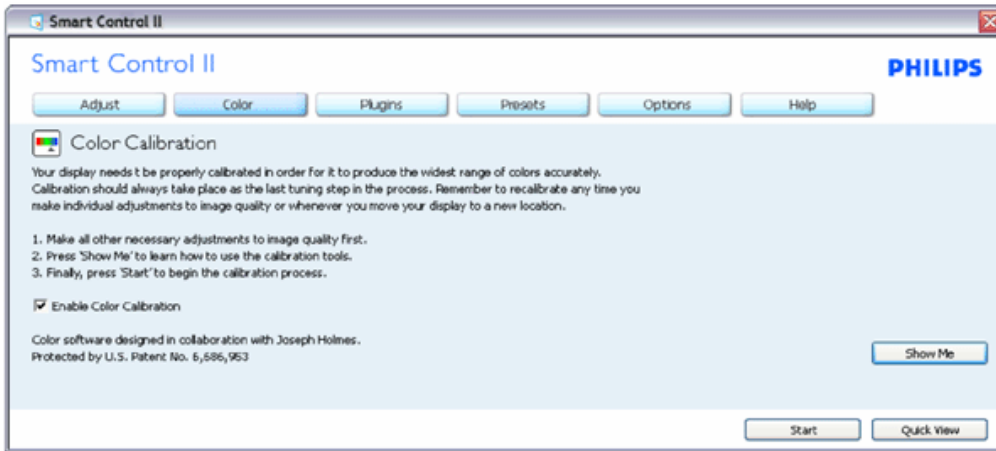 Smart Control II
Smart Control II
PHILIPS
Adjust Color Plugins Presets Options Help
Color Calibration
Your display needs t be properly calibrated in order for it to produce the widest range of colors accurately.
Calibration should always take place as the last tuning step in the process. Remember to recalibrate any time you
make individual adjustments to image quality or whenever you move your display to a new location.
1. Make all other necessary adjustments to image quality first.
2. Press 'Show Me' to learn how to use the calibration tools.
3. Finally, press 'Start' to begin the calibration process.
Enable Color Calibration
Color software designed in collaboration with Joseph Holmes.
Protected by U.S. Patent No. 6,686,953
Show Me
Start Quick View